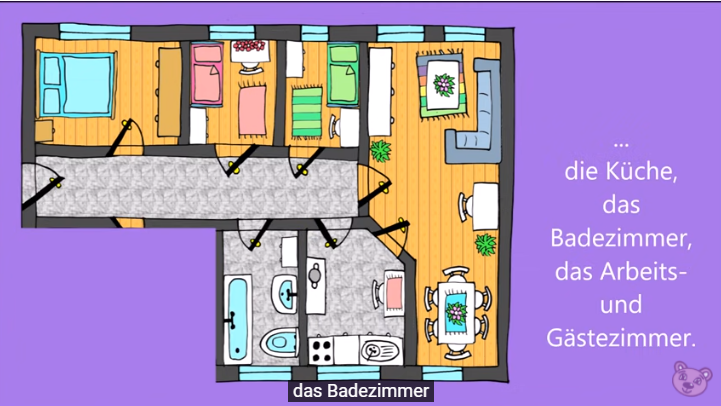 ...
die Küche,
das
Badezimmer,
das Arbeits-
und
Gästezimmer.
das Badezimmer